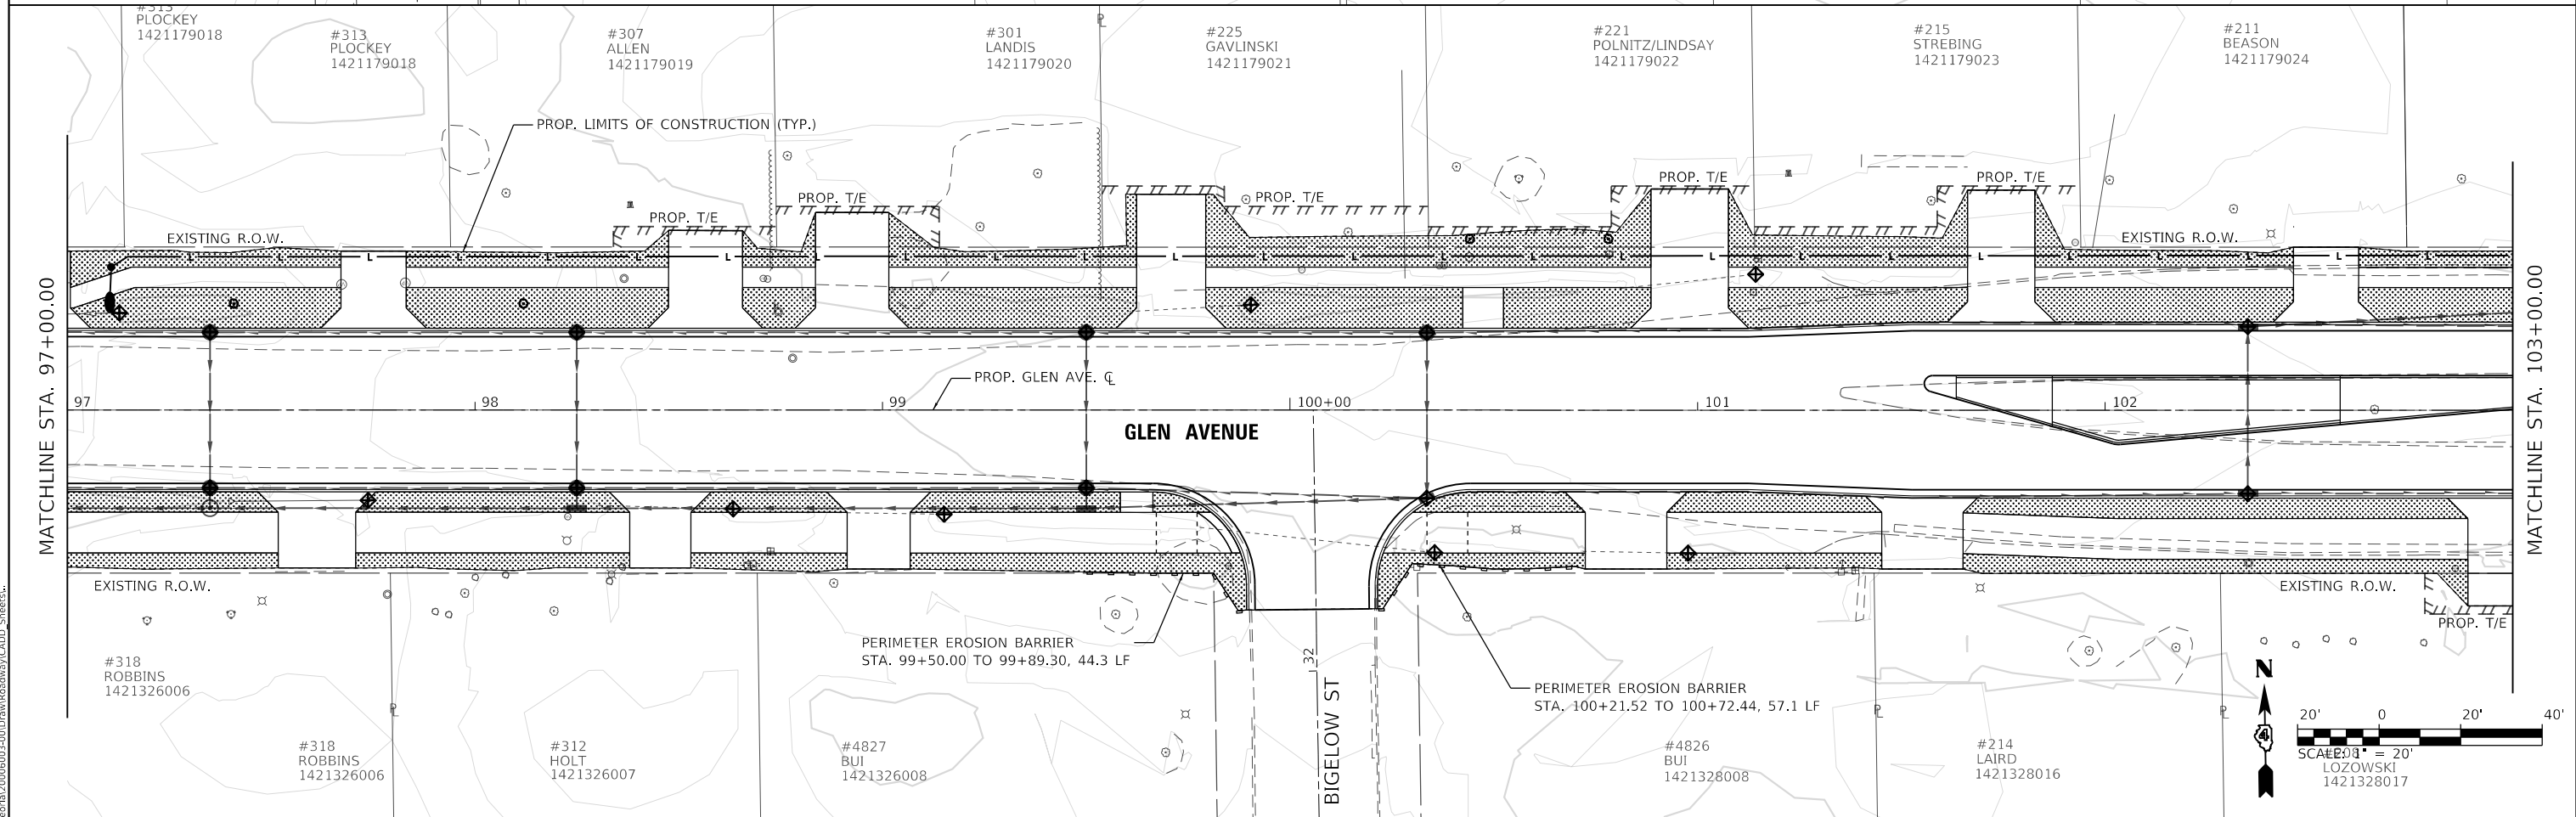 #313
PLOCKEY
1421179018
#313
PLOCKEY
1421179018
#307
ALLEN
1421179019
#301
LANDIS
1421179020
#225
GAVLINSKI
1421179021
#221
POLNITZ/LINDSAY
1421179022
#215
STREBING
1421179023
#211
BEASON
1421179024
PROP. LIMITS OF CONSTRUCTION (TYP.)
PROP. T/E
PROP. T/E
PROP. T/E
PROP. T/E
PROP. T/E
EXISTING R.O.W.
EXISTING R.O.W.
MATCHLINE STA. 97+00.00
MATCHLINE STA. 103+00.00
PROP. GLEN AVE. ℄
97
98
99
100+00
101
102
GLEN AVENUE
EXISTING R.O.W.
EXISTING R.O.W.
PROP. T/E
PERIMETER EROSION BARRIER
STA. 99+50.00 TO 99+89.30, 44.3 LF
PERIMETER EROSION BARRIER
STA. 100+21.52 TO 100+72.44, 57.1 LF
32
BIGELOW ST
#318
ROBBINS
1421326006
#318
ROBBINS
1421326006
#312
HOLT
1421326007
#4827
BUI
1421326008
#4826
BUI
1421328008
#214
LAIRD
1421328016
N
4
20' 0 20' 40'
SCALE: 1" = 20'
LOZOWSKI
1421328017